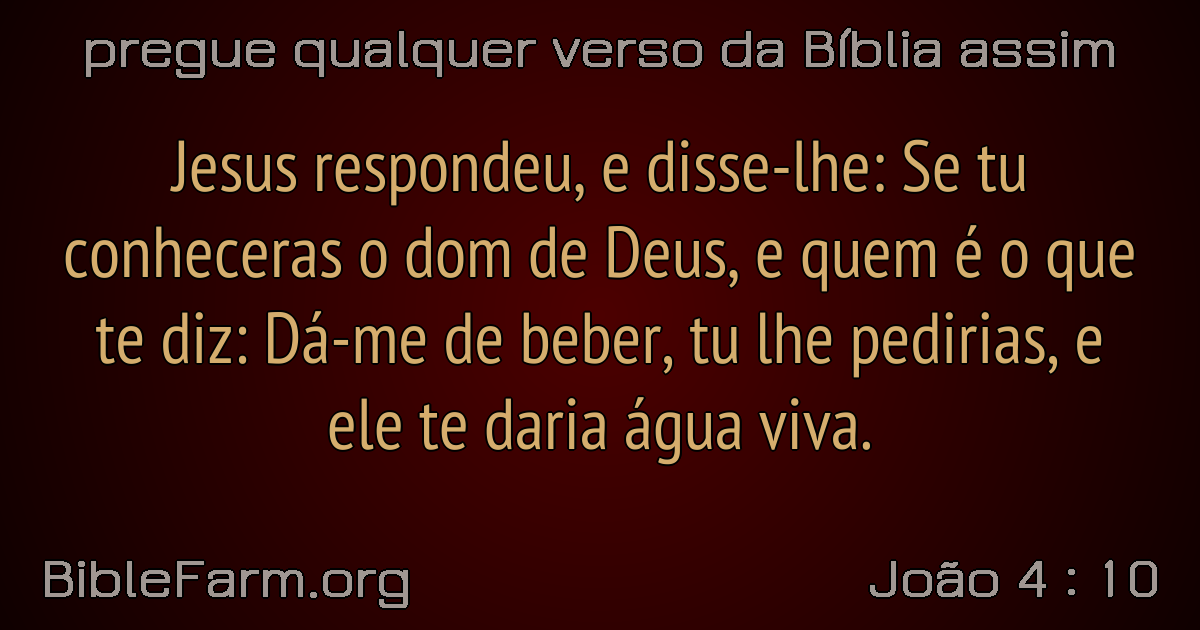 pregue qualquer verso da Bíblia assim
Jesus respondeu, e disse-lhe: Se tu
conheceras o dom de Deus, e quem é o que
te diz: Dá-me de beber, tu lhe pedirias, e
ele te daria água viva.
BibleFarm.org
João 4 : 10